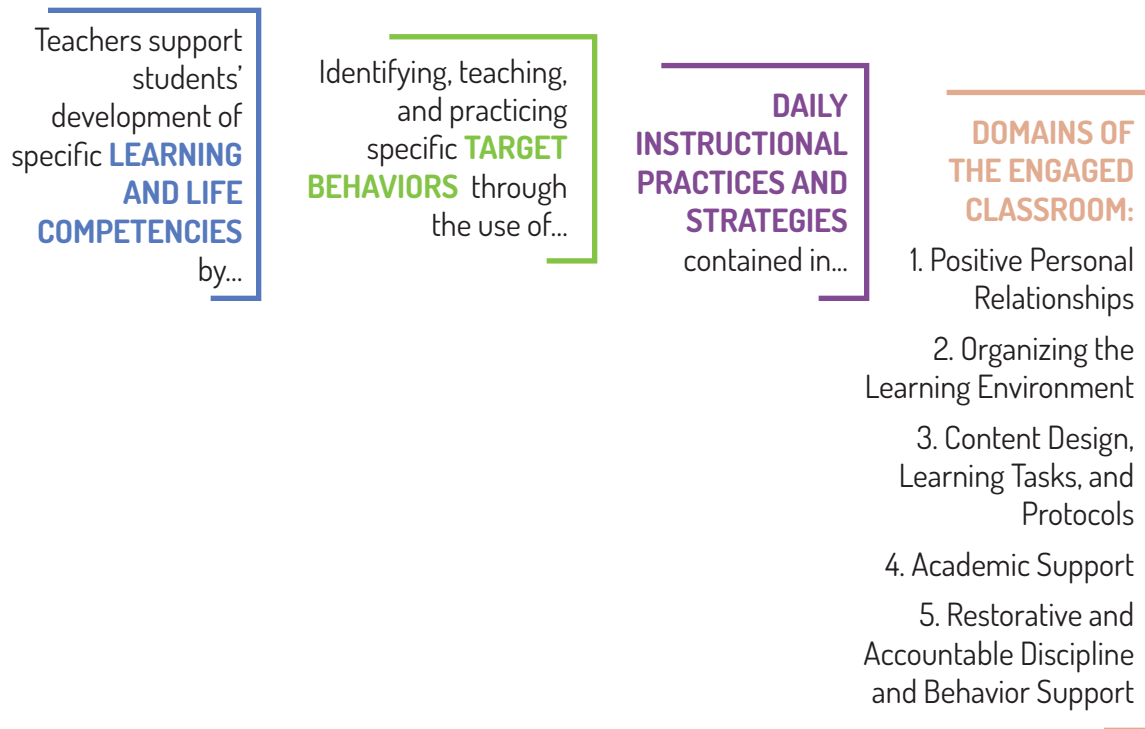 Teachers support
students’
development of
specific LEARNING
AND LIFE
COMPETENCIES
by...
Identifying, teaching,
and practicing
specific TARGET
BEHAVIORS through
the use of...
DAILY
INSTRUCTIONAL
PRACTICES AND
STRATEGIES
contained in...
DOMAINS OF
THE ENGAGED
CLASSROOM:
1. Positive Personal
Relationships
2. Organizing the
Learning Environment
3. Content Design,
Learning Tasks, and
Protocols
4. Academic Support
5. Restorative and
Accountable Discipline
and Behavior Support